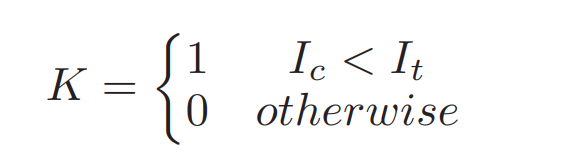 K = { 1 I_c < I_t
0 otherwise